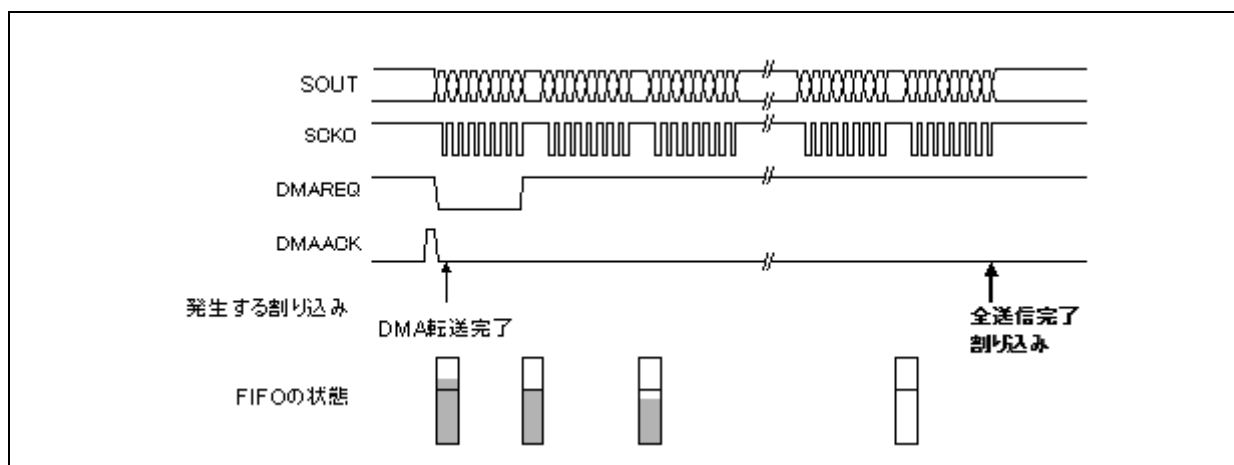 SOUT
SCKO
DMAREQ
DMAACK
発生する割り込み
DMA転送完了
全送信完了
割り込み
FIFOの状態